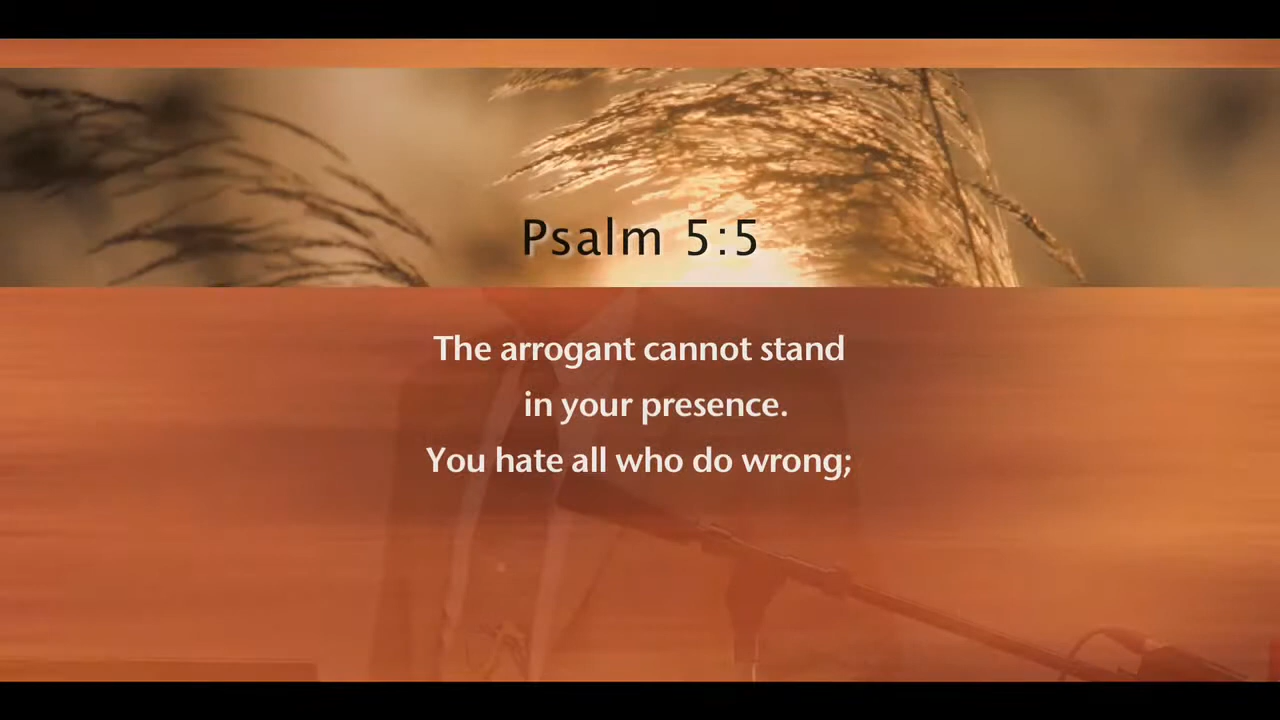 Psalm 5:5
The arrogant cannot stand
in your presence.
You hate all who do wrong;